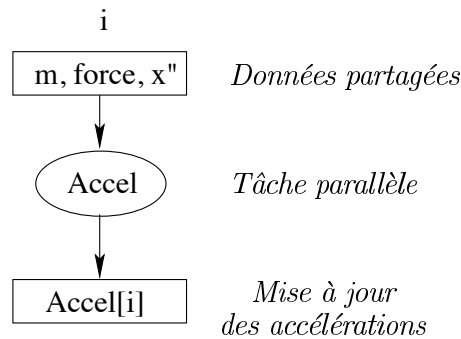 i
m, force, x" Données partagées
Accel Tâche parallèle
Accel[i] Mise à jour
des accélérations